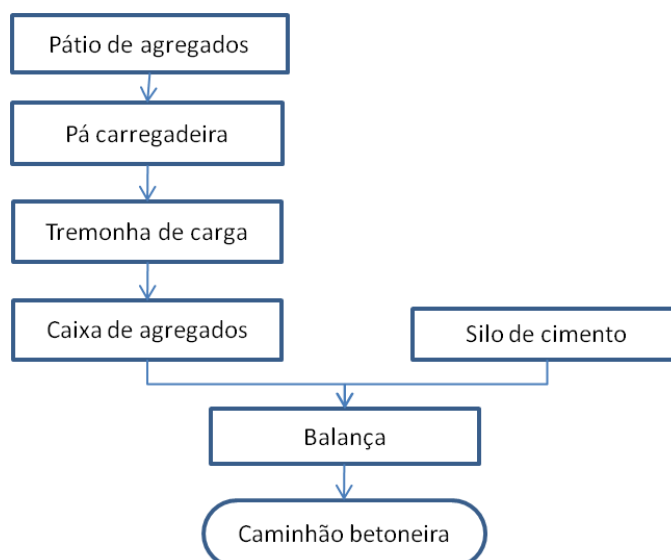 Pátio de agregados
Pá carregadeira
Tremonha de carga
Caixa de agregados
Silo de cimento
Balança
Caminhão betoneira